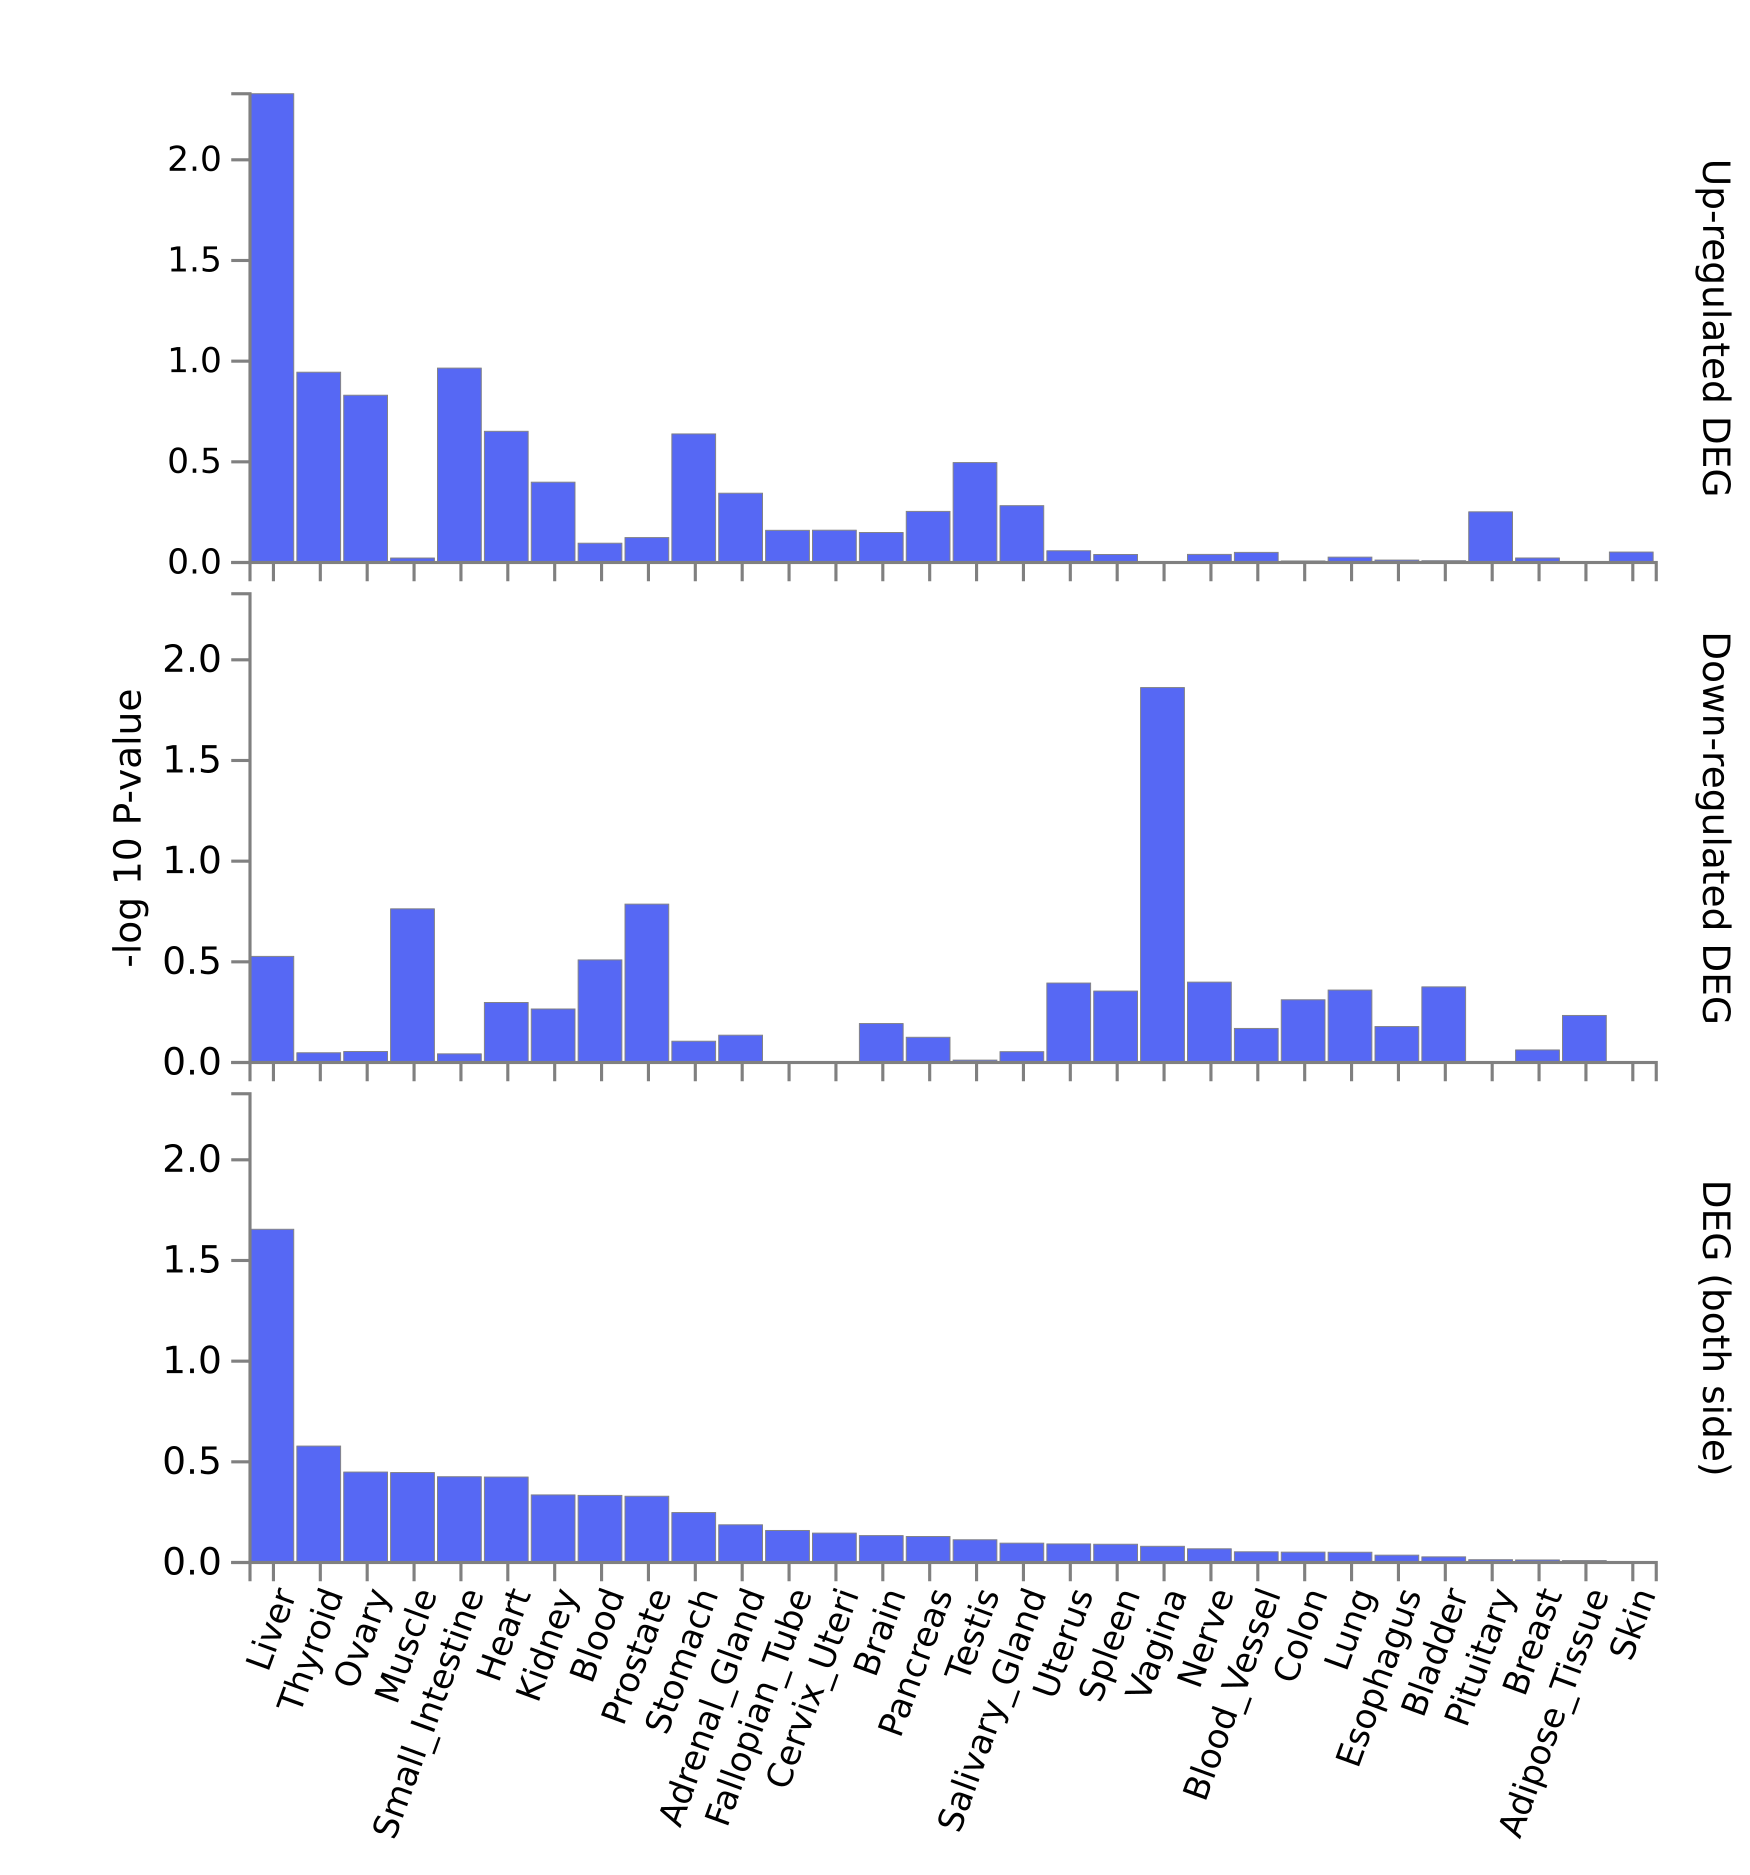 2.0
1.5
1.0
0.5
0.0
Up-regulated DEG
-log 10 P-value
2.0
1.5
1.0
0.5
0.0
Down-regulated DEG
2.0
1.5
1.0
0.5
0.0
DEG (both side)
Liver
Thyroid
Ovary
Muscle
Small_Intestine
Heart
Kidney
Blood
Prostate
Stomach
Adrenal_Gland
Fallopian_Tube
Cervix_Uteri
Brain
Pancreas
Testis
Salivary_Gland
Uterus
Spleen
Vagina
Nerve
Blood_Vessel
Colon
Lung
Esophagus
Bladder
Pituitary
Breast
Adipose_Tissue
Skin